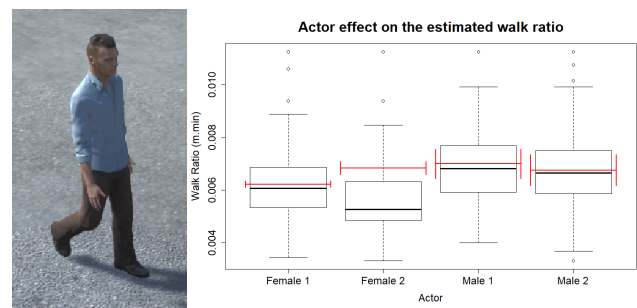 Actor effect on the estimated walk ratio
Walk Ratio (m.min)
0.010
0.008
0.006
0.004
Female 1
Female 2
Male 1
Male 2
Actor